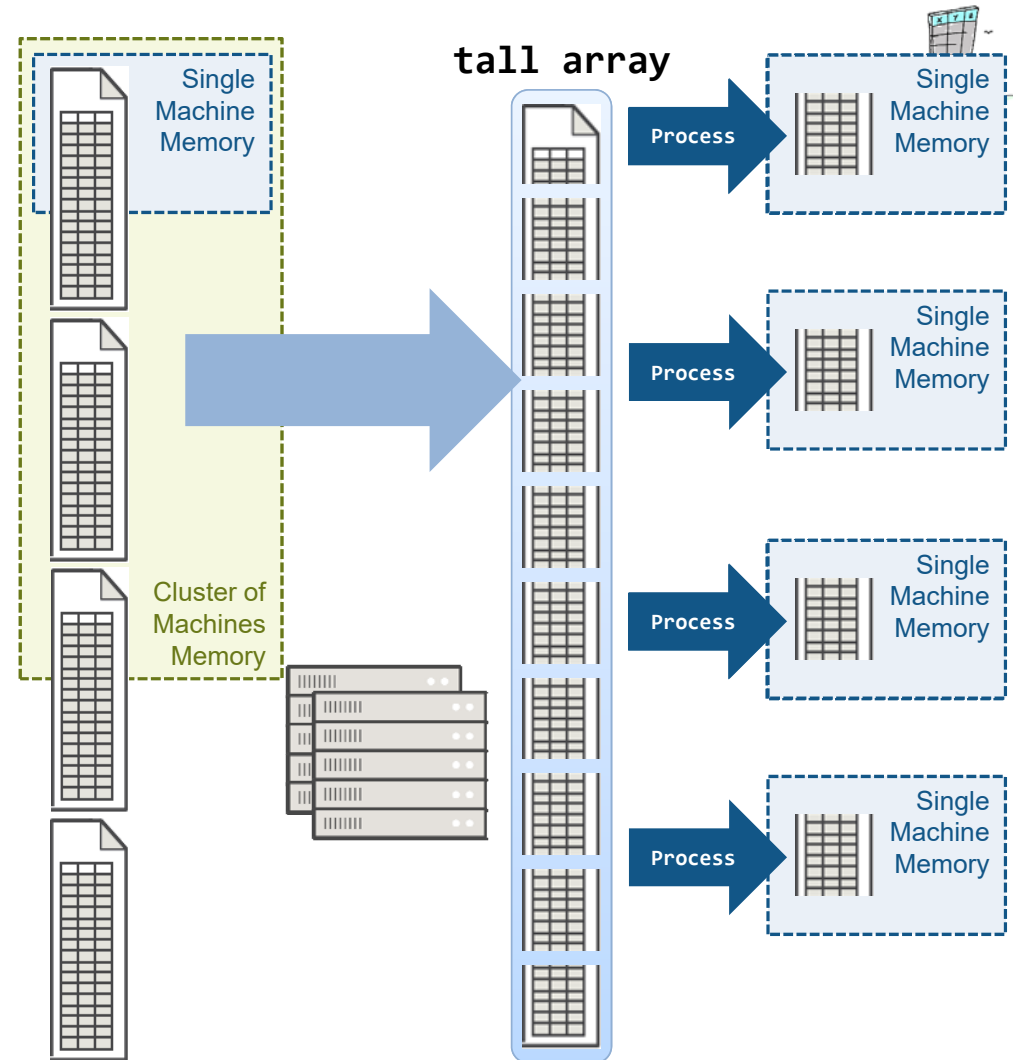 tall array
Single
Machine
Memory
Cluster of
Machines
Memory
Process
Single
Machine
Memory
Process
Single
Machine
Memory
Process
Single
Machine
Memory
Process
Single
Machine
Memory
X Y Z